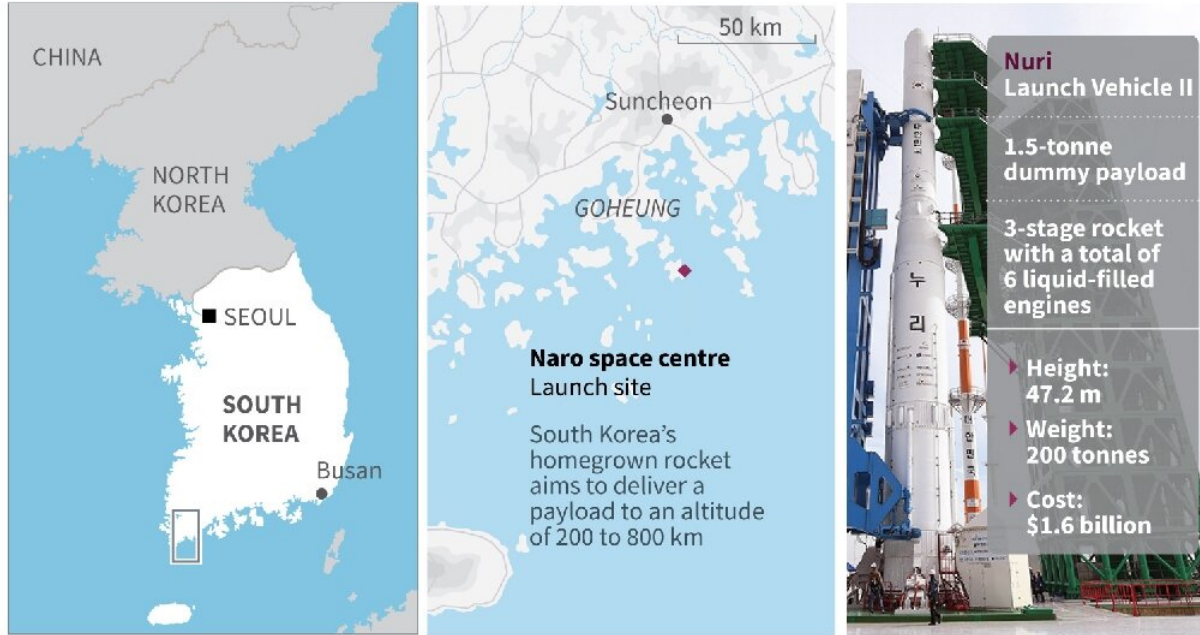 CHINA
NORTH
KOREA
SEOUL
SOUTH
KOREA
Busan
50 km
Suncheon
GOHEUNG
Naro space centre
Launch site
South Korea’s
homegrown rocket
aims to deliver a
payload to an altitude
of 200 to 800 km
Nuri
Launch Vehicle II
1.5-tonne
dummy payload
3-stage rocket
with a total of
6 liquid-filled
engines
Height:
47.2 m
Weight:
200 tonnes
Cost:
$1.6 billion
누
리